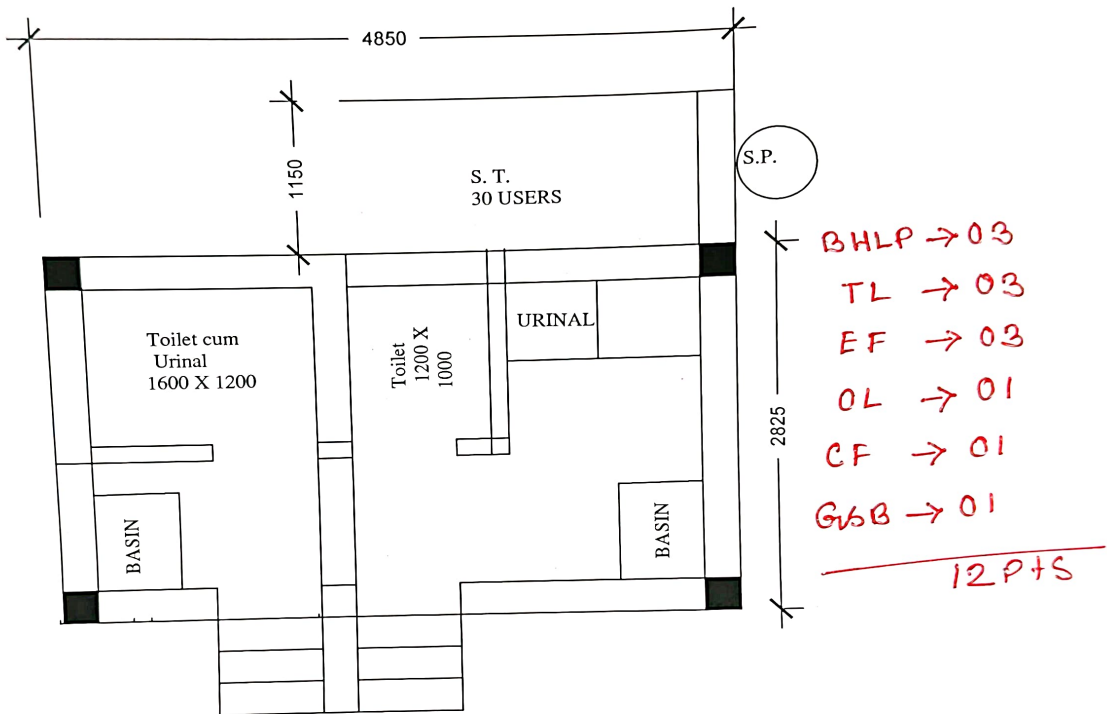 4850
1150
S. T.
30 USERS
S.P.
Toilet cum
Urinal
1600 X 1200
Toilet
1200 X
1000
URINAL
BASIN
BASIN
2825
BHLP → 03
TL → 03
EF → 03
OL → 01
CF → 01
GSB → 01
12 Pts